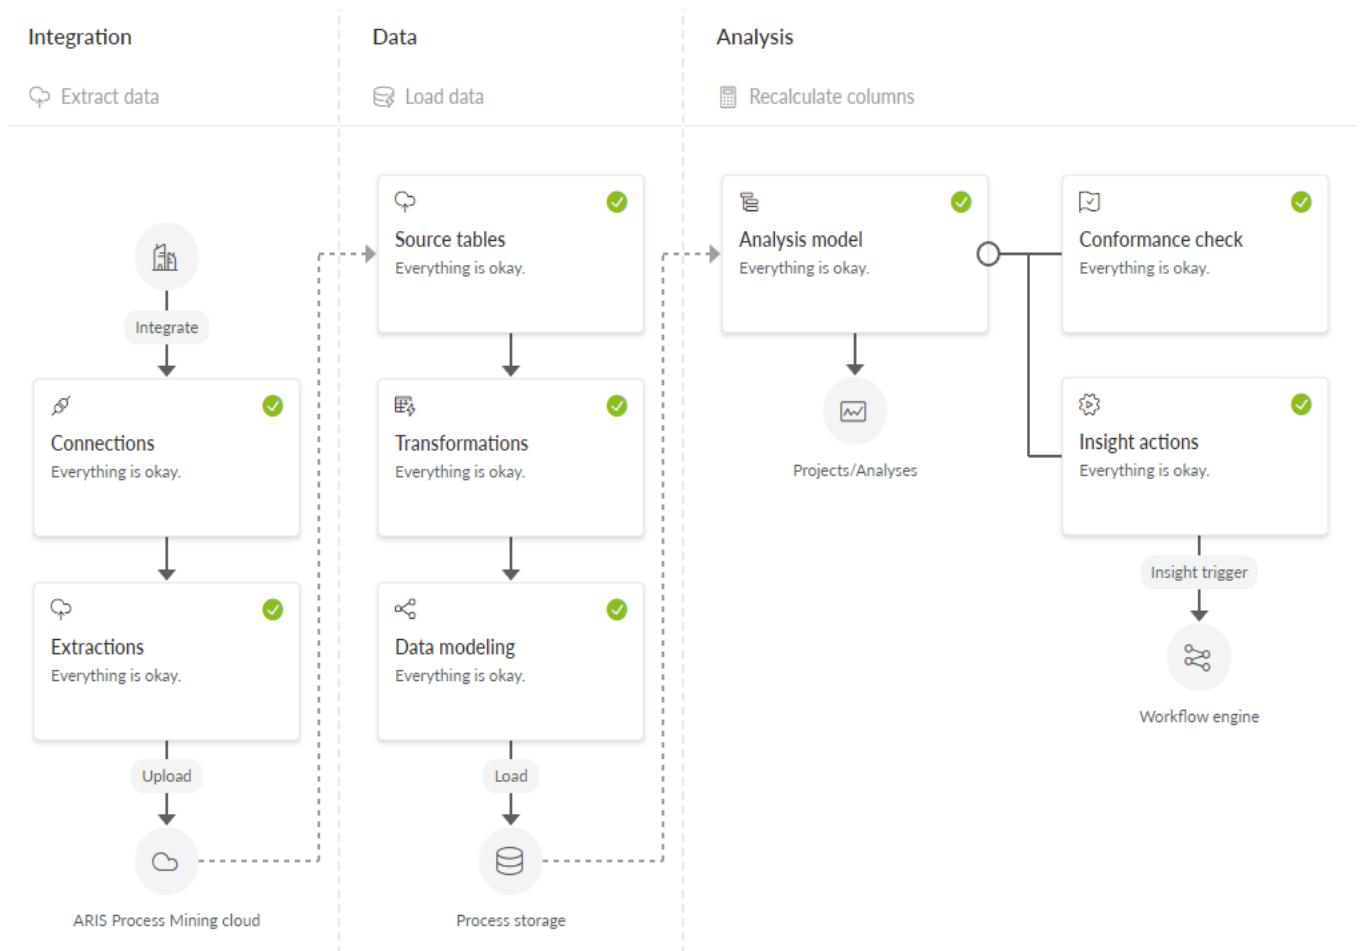 Integration
Extract data
Integrate
Connections
Everything is okay.
Extractions
Everything is okay.
Upload
ARIS Process Mining cloud
Data
Load data
Source tables
Everything is okay.
Transformations
Everything is okay.
Data modeling
Everything is okay.
Load
Process storage
Analysis
Recalculate columns
Analysis model
Everything is okay.
Projects/Analyses
Conformance check
Everything is okay.
Insight actions
Everything is okay.
Insight trigger
Workflow engine